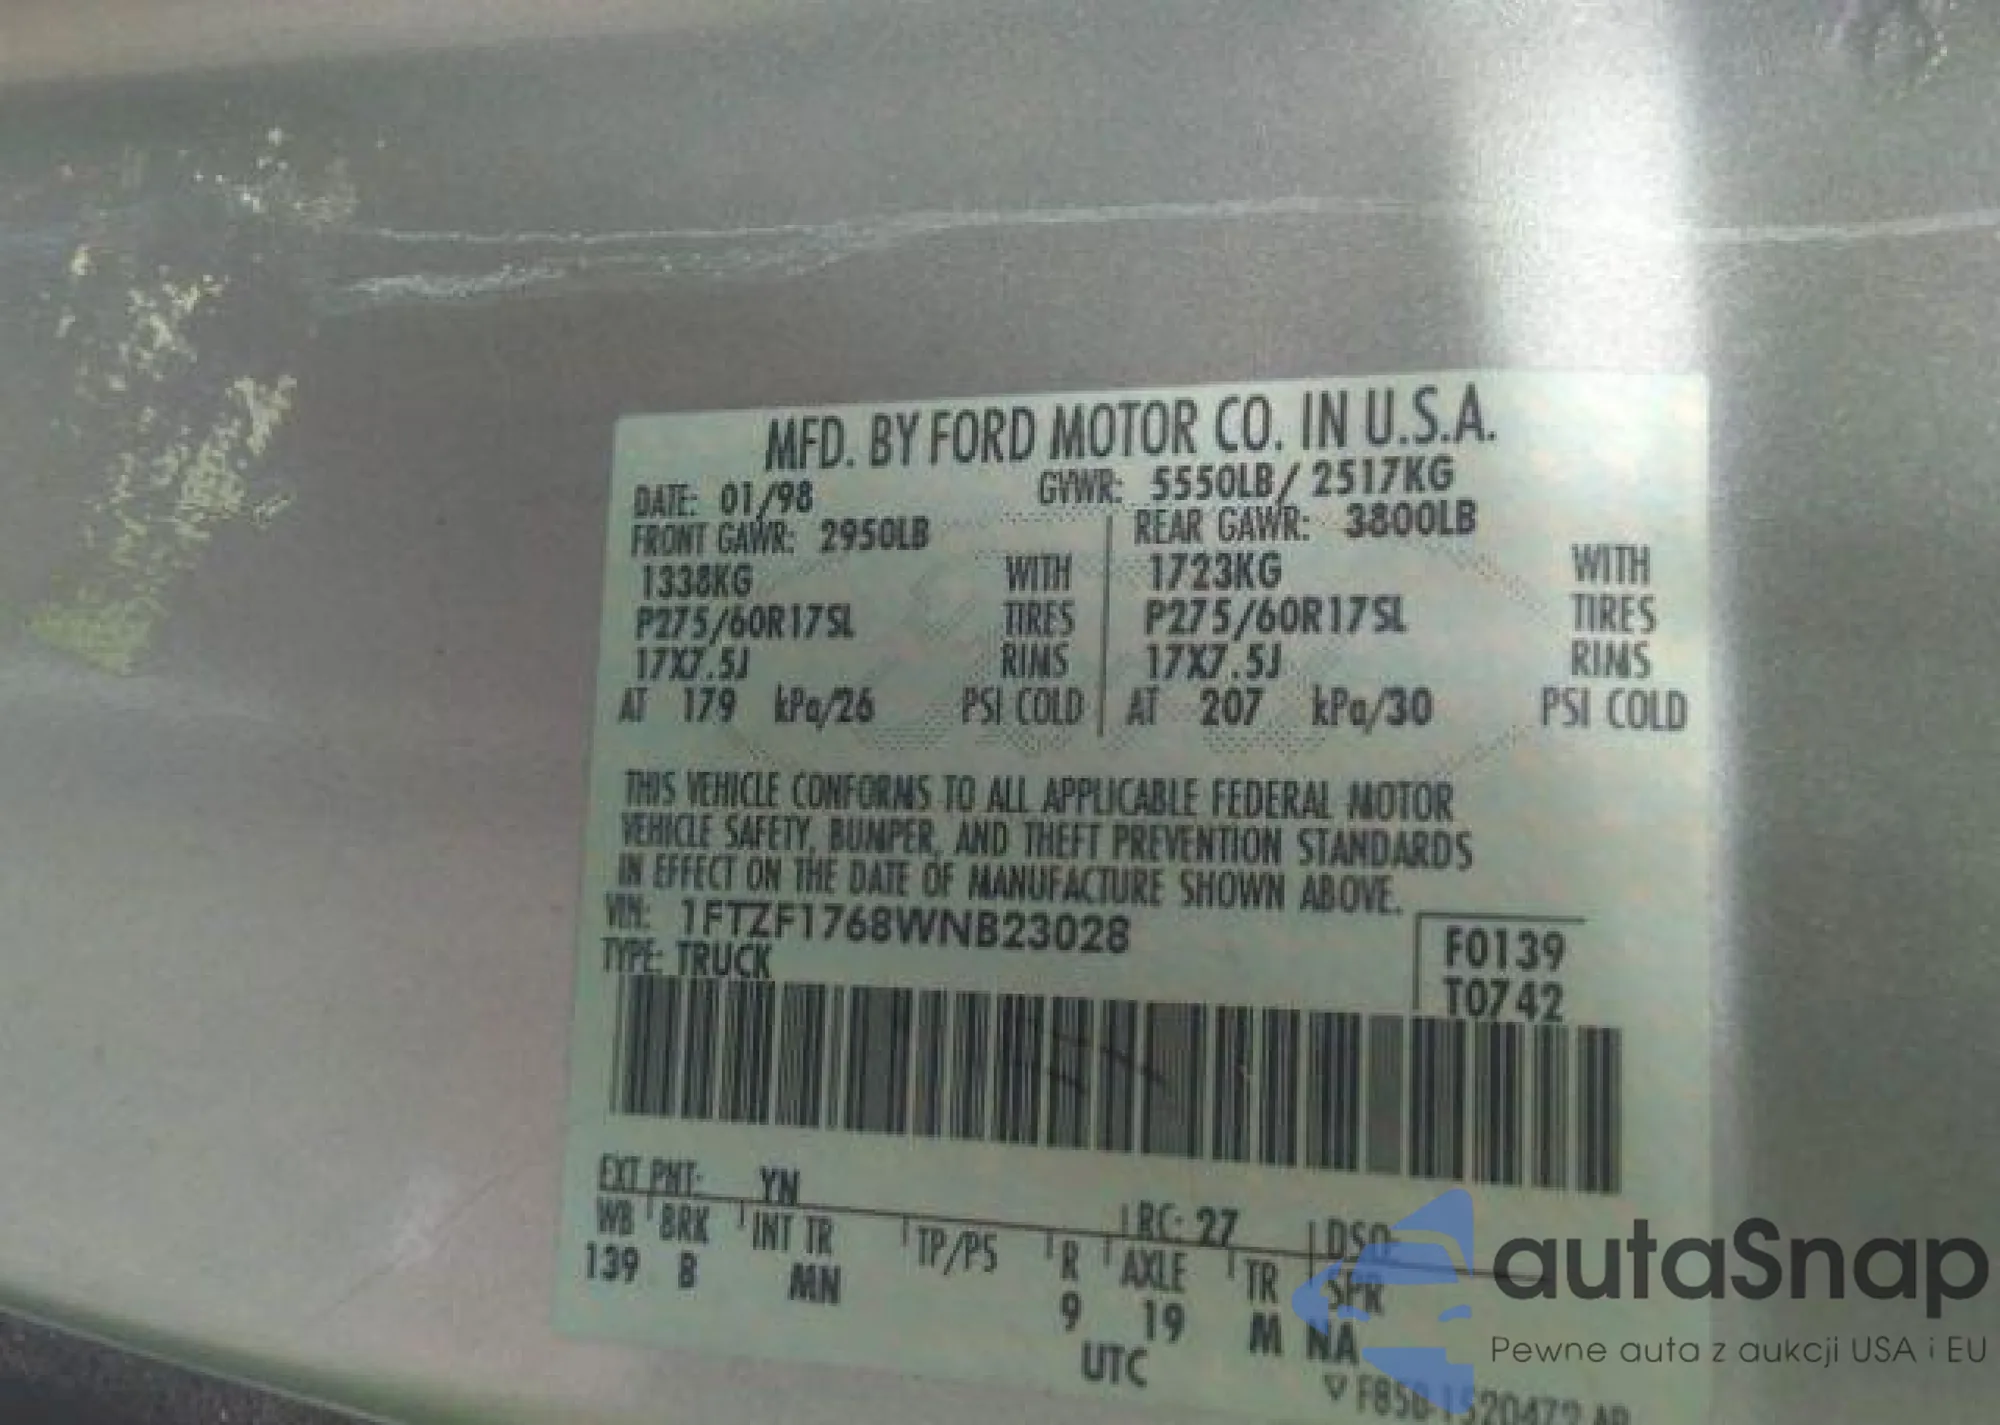 MFD. BY FORD MOTOR CO. IN U.S.A.
DATE: 01/98 GVWR: 5550LB/ 2517KG
FRONT GAWR: 2950LB REAR GAWR: 3800LB
1338KG WITH 1723KG WITH
P275/60R17SL TIRES P275/60R17SL TIRES
17X7.5J RIMS 17X7.5J RIMS
AT 179 kPa/26 PSI COLD AT 207 kPa/30 PSI COLD
THIS VEHICLE CONFORMS TO ALL APPLICABLE FEDERAL MOTOR
VEHICLE SAFETY, BUMPER, AND THEFT PREVENTION STANDARDS
IN EFFECT ON THE DATE OF MANUFACTURE SHOWN ABOVE.
VIN: 1FTZF1768WNB23028 F0139
TYPE: TRUCK T0742
EXT PNT: YN RC: 27 DSO:
WB BRK INT TR TP/PS R AXLE TR SPR
139 B MN 9 19 M NA
UTC
autaSnap
Pewne auta z aukcji USA i EU